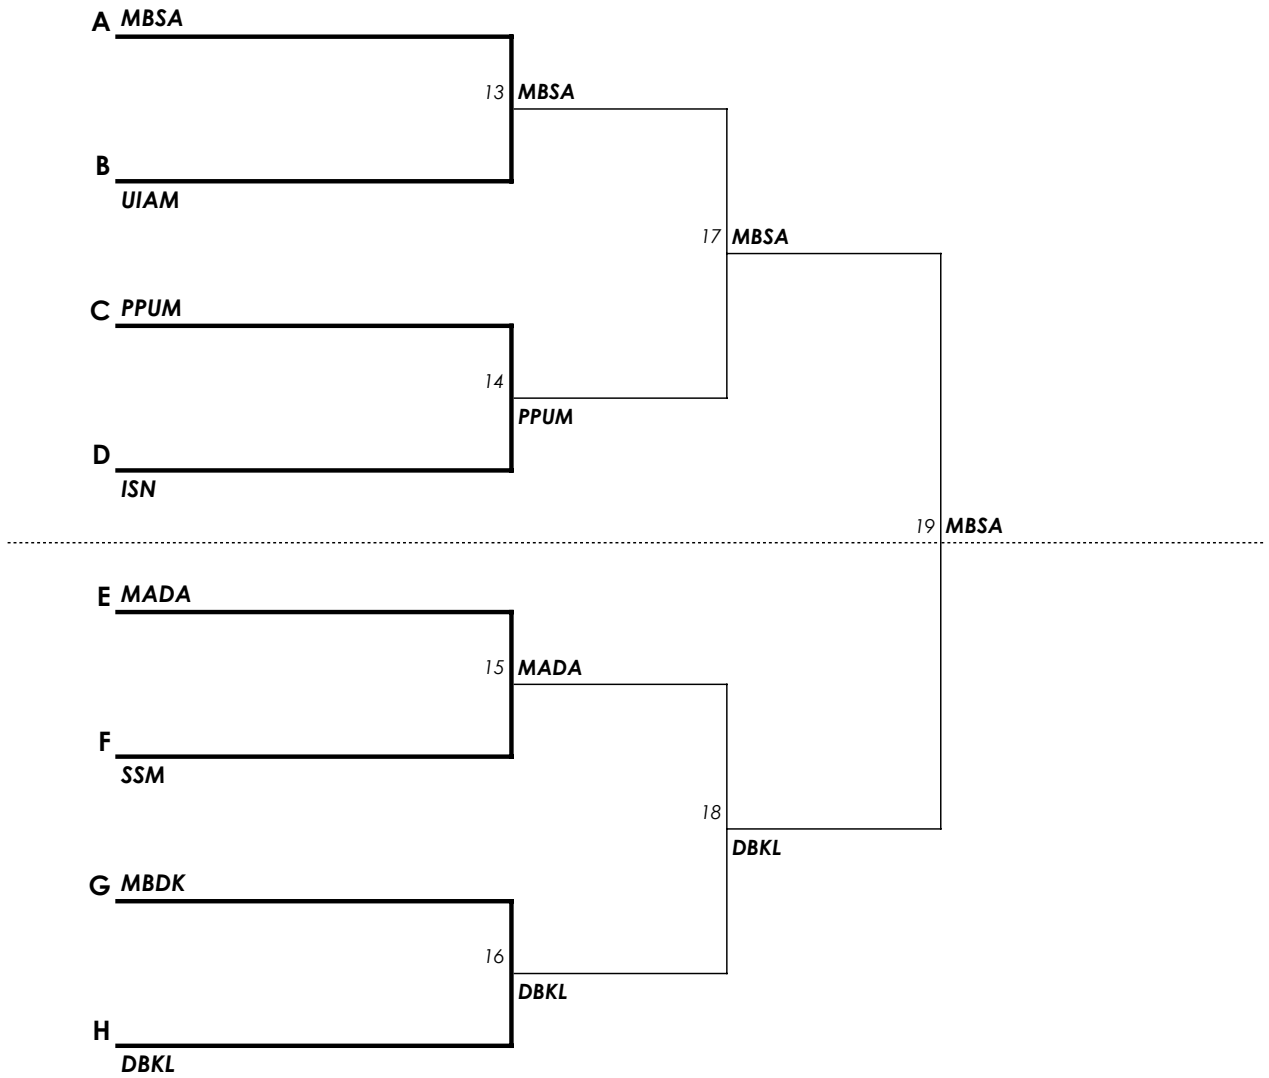 A MBSA
13 MBSA
B
UIAM
17 MBSA
C PPUM
14
PPUM
D
ISN
19 MBSA
E MADA
15 MADA
F
SSM
18
DBKL
G MBDK
16
DBKL
H
DBKL